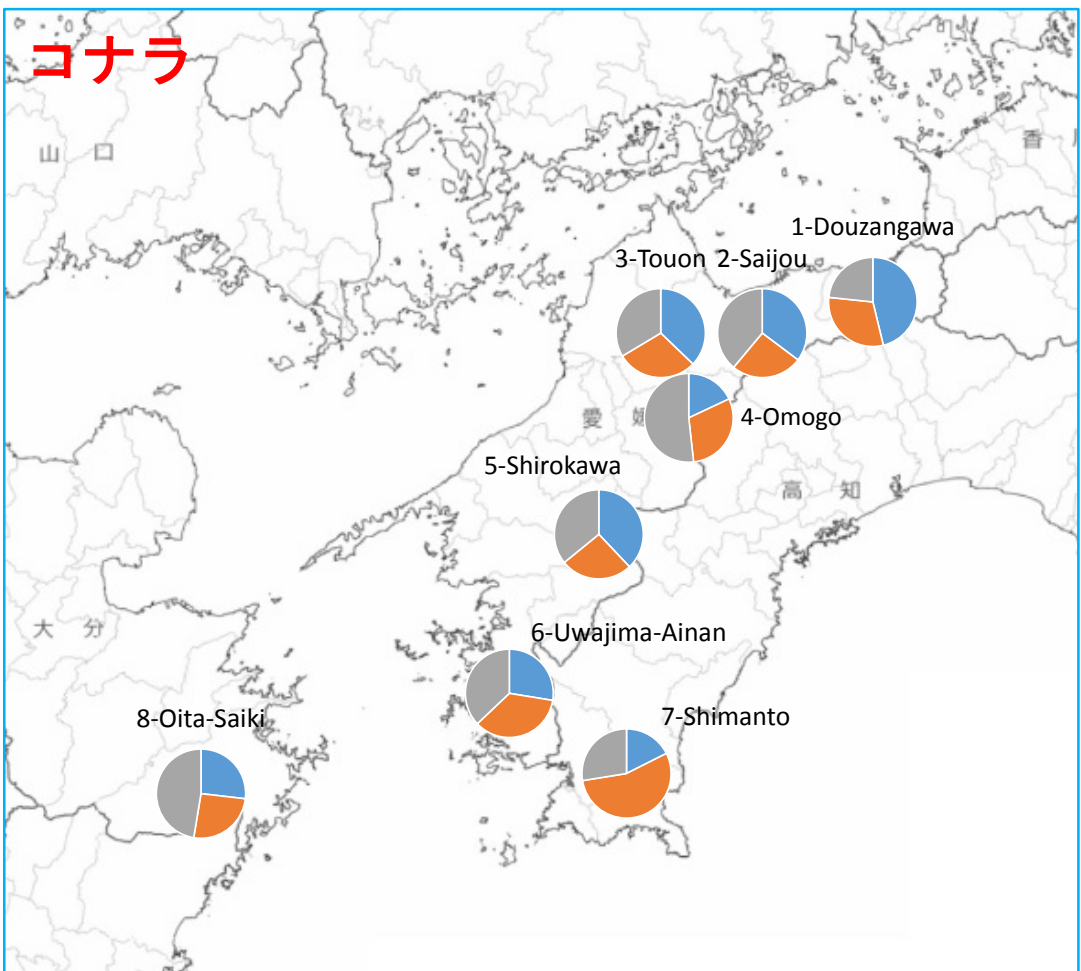 コナラ
山 口
香
1-Douzangawa
3-Touon
2-Saijou
愛
4-Omogo
5-Shirokawa
高 知
大 分
6-Uwajima-Ainan
7-Shimanto
8-Oita-Saiki